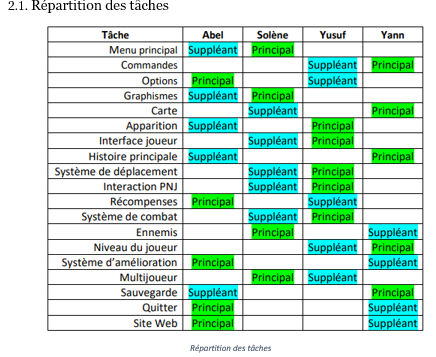 2.1. Répartition des tâches
Tâche Abel Solène Yusuf Yann
Menu principal Suppléant Principal
Commandes Suppléant Principal
Options Principal Suppléant
Graphismes Suppléant Principal
Carte Suppléant Principal
Apparition Suppléant Principal
Interface joueur Suppléant Principal
Histoire principale Suppléant Principal
Système de déplacement Suppléant Principal
Interaction PNJ Suppléant Principal
Récompenses Principal Suppléant
Système de combat Suppléant Principal
Ennemis Principal Suppléant
Niveau du joueur Suppléant Principal
Système d'amélioration Principal Suppléant
Multijoueur Principal Suppléant
Sauvegarde Suppléant Principal
Quitter Principal Suppléant
Site Web Principal Suppléant
Répartition des tâches